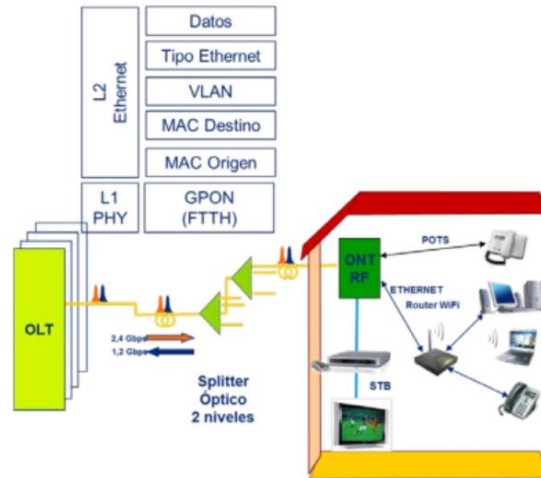 Datos
Tipo Ethernet
VLAN
MAC Destino
MAC Origen
L2
Ethernet
L1
PHY
GPON
(FTTH)
OLT
2,4 Gbps
1,2 Gbps
Splitter
Óptico
2 niveles
ONT
RF
POTS
ETHERNET
Router WiFi
STB